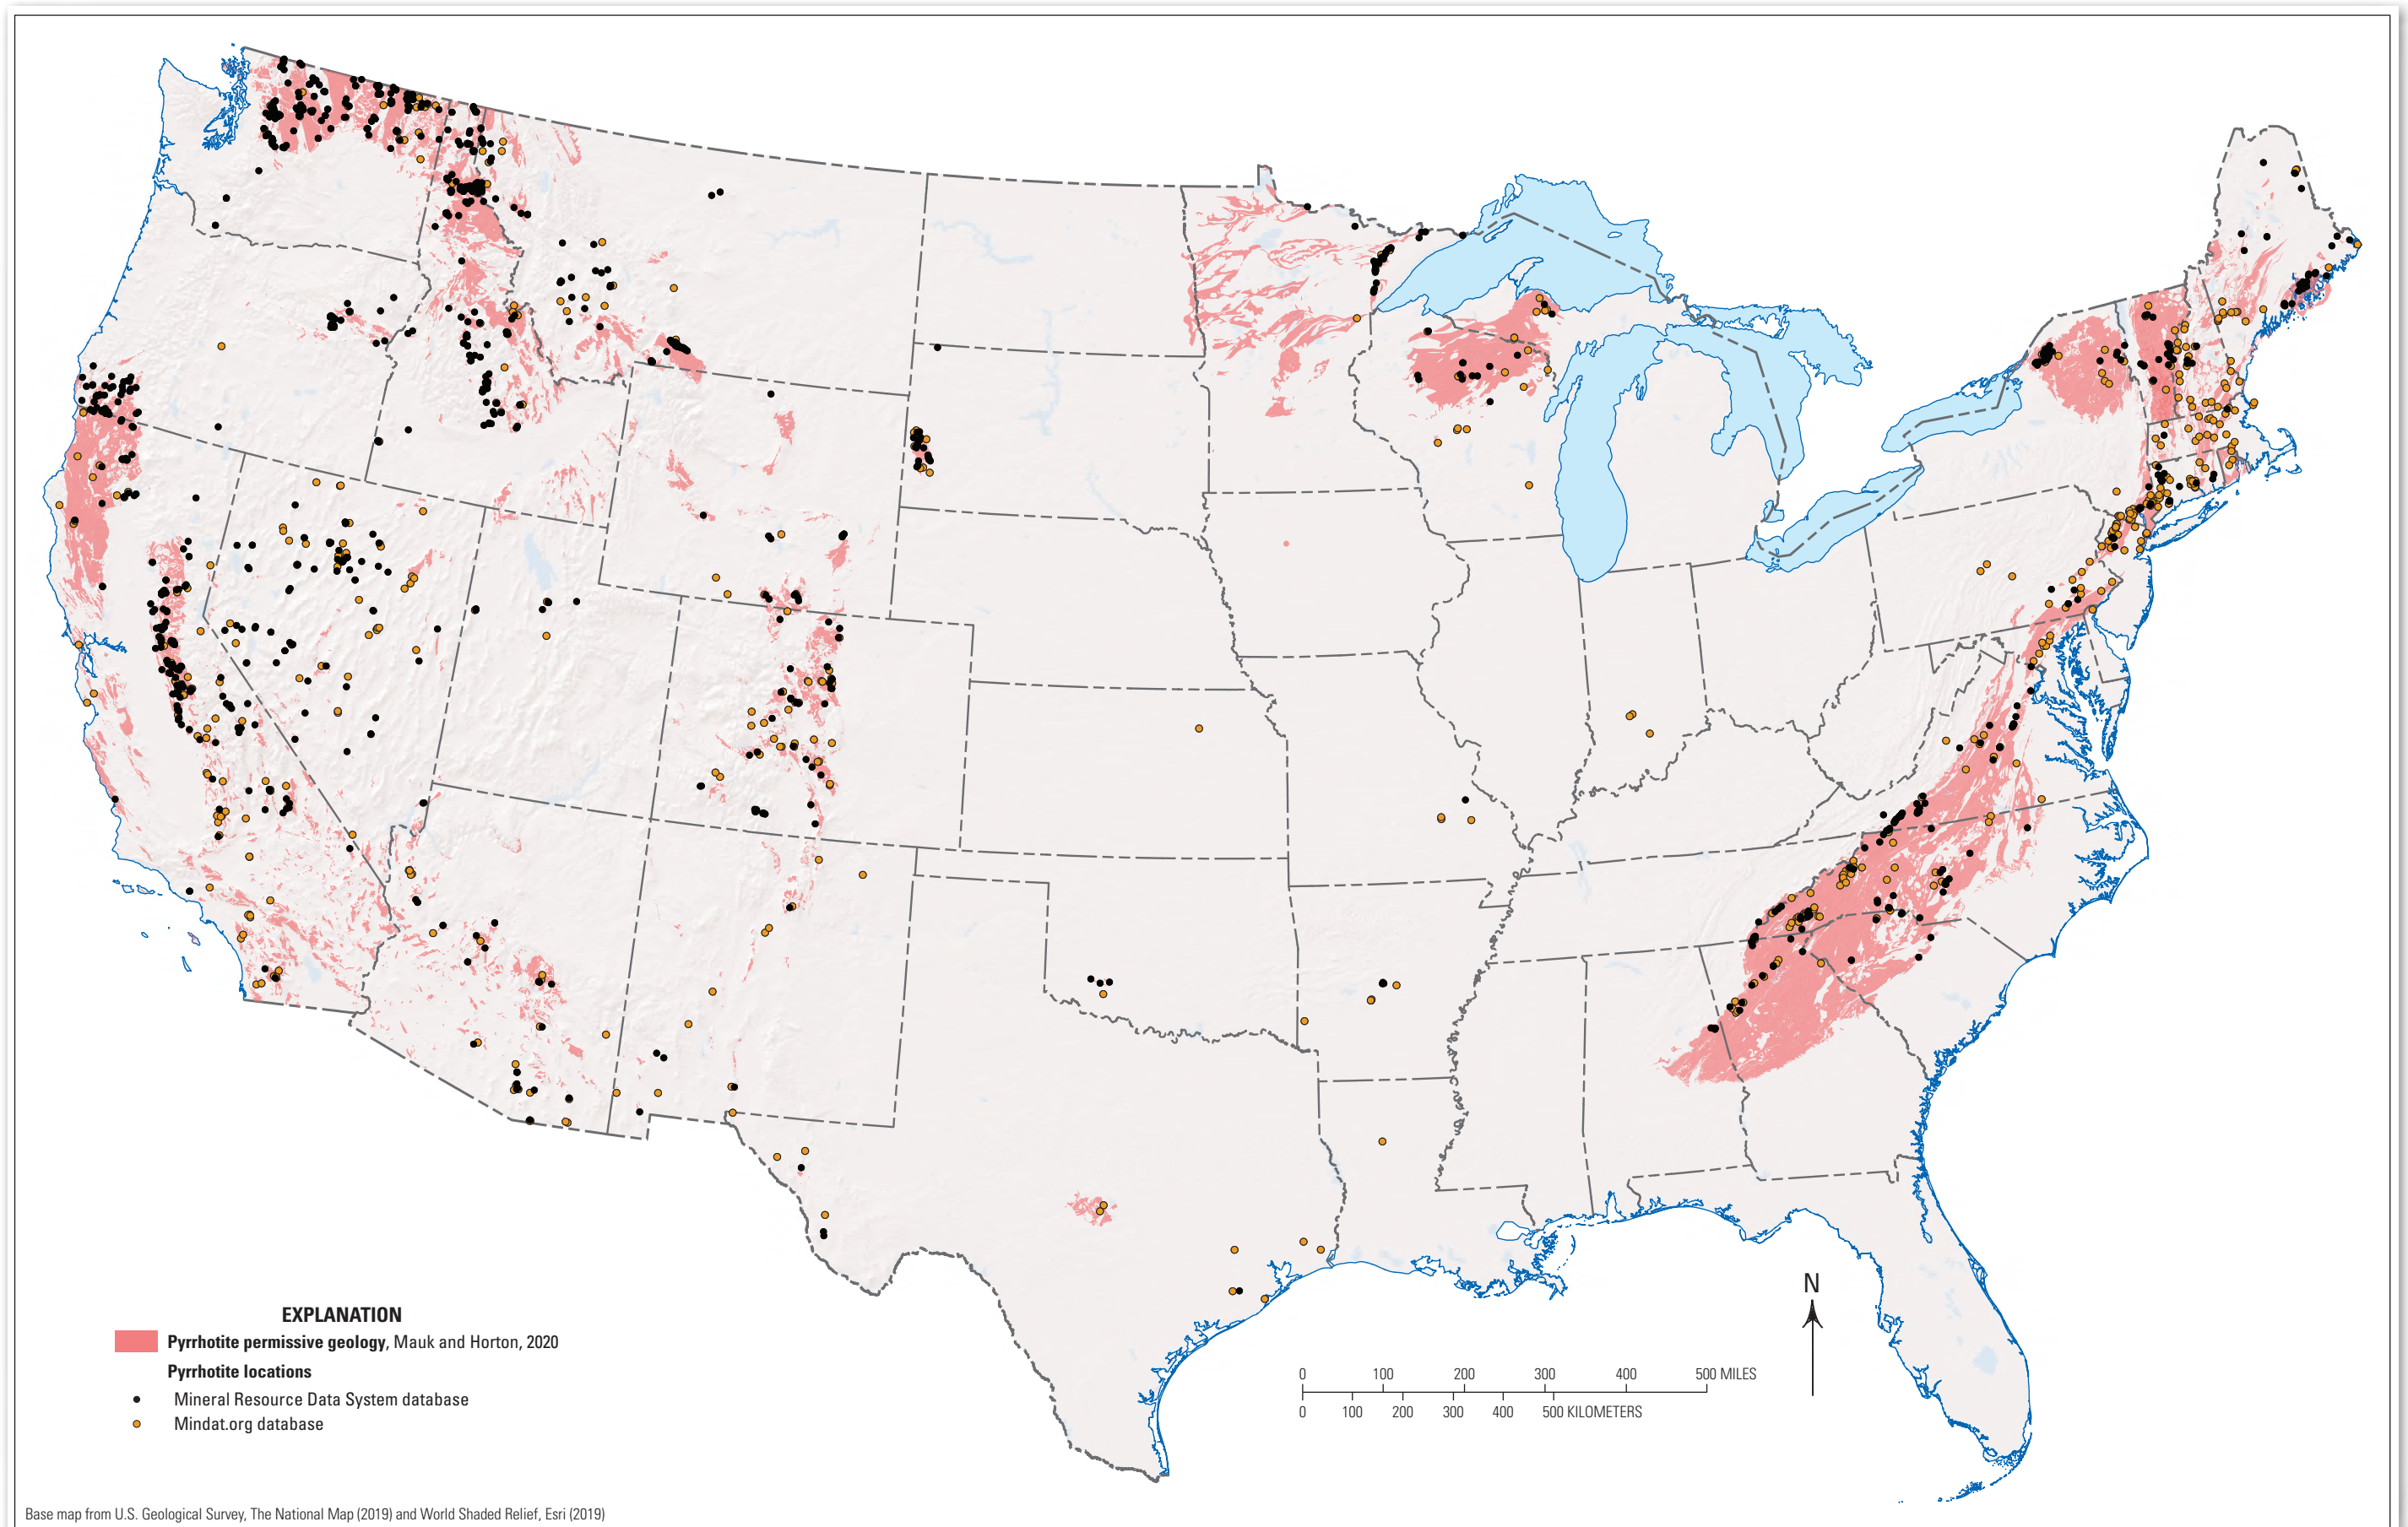 N
EXPLANATION
Pyrrhotite permissive geology, Mauk and Horton, 2020
Pyrrhotite locations
Mineral Resource Data System database
Mindat.org database
0 100 200 300 400 500 MILES
0 100 200 300 400 500 KILOMETERS
Base map from U.S. Geological Survey, The National Map (2019) and World Shaded Relief, Esri (2019)